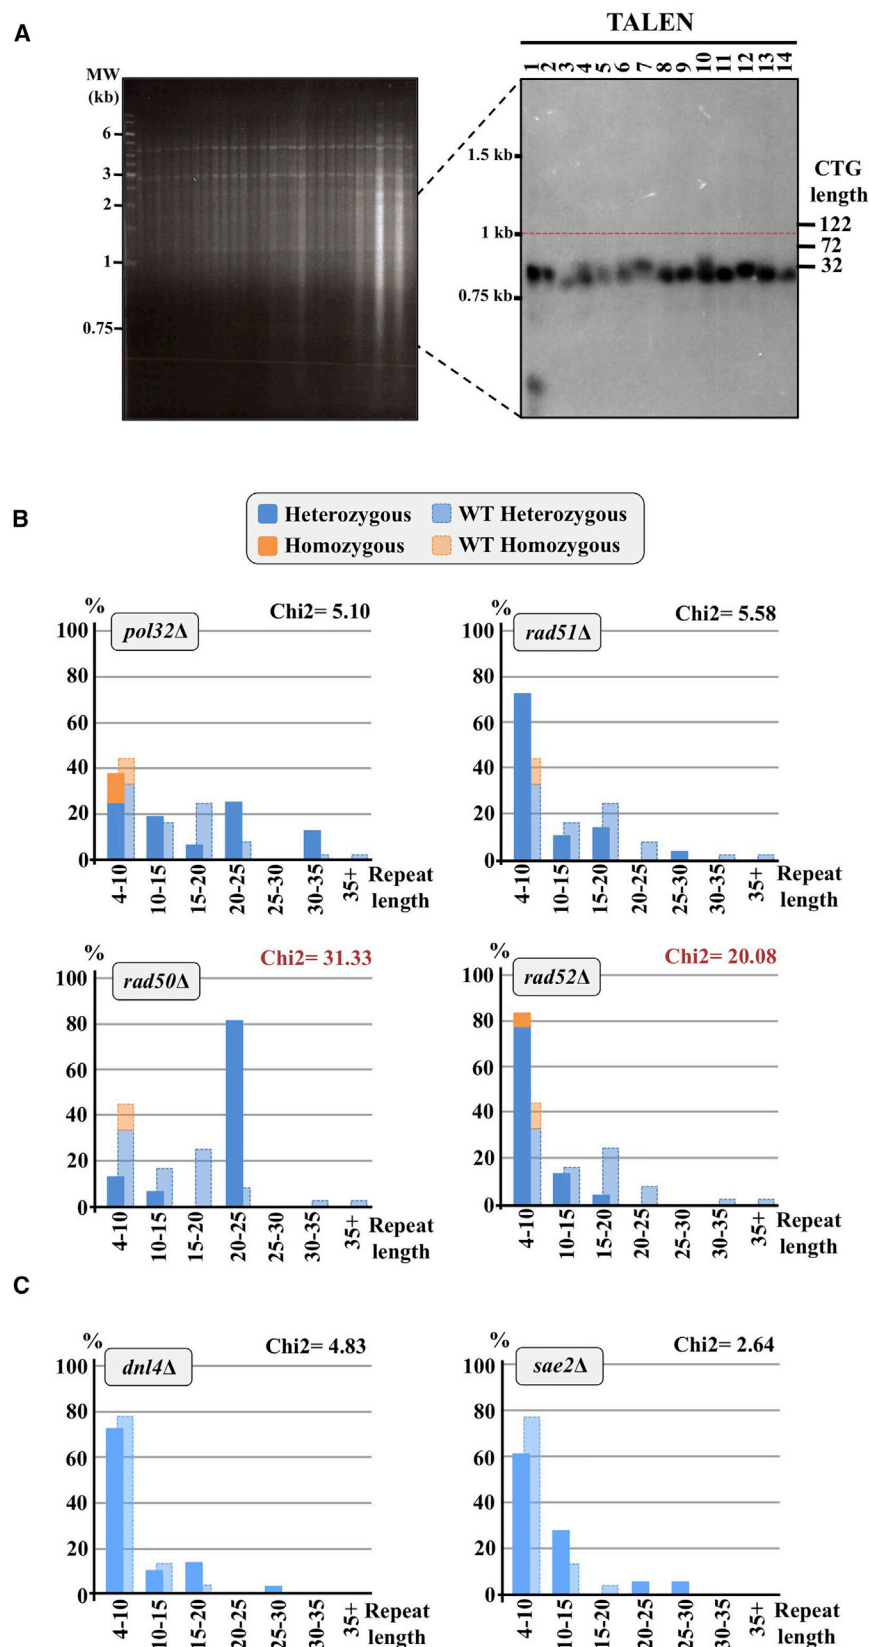 A
TALEN
MW
(kb)
6
3
2
1
0.75
1 2 3 4 5 6 7 8 9 10 11 12 13 14
1.5 kb
1 kb
0.75 kb
CTG
length
122
72
32
B
Heterozygous
WT Heterozygous
Homozygous
WT Homozygous
%
pol32Δ
Chi2= 5.10
100
80
60
40
20
0
4-10 10-15 15-20 20-25 25-30 30-35 35+
Repeat
length
%
rad51Δ
Chi2= 5.58
100
80
60
40
20
0
4-10 10-15 15-20 20-25 25-30 30-35 35+
Repeat
length
%
rad50Δ
Chi2= 31.33
100
80
60
40
20
0
4-10 10-15 15-20 20-25 25-30 30-35 35+
Repeat
length
%
rad52Δ
Chi2= 20.08
100
80
60
40
20
0
4-10 10-15 15-20 20-25 25-30 30-35 35+
Repeat
length
C
%
dnl4Δ
Chi2= 4.83
100
80
60
40
20
0
4-10 10-15 15-20 20-25 25-30 30-35 35+
Repeat
length
%
sae2Δ
Chi2= 2.64
100
80
60
40
20
0
4-10 10-15 15-20 20-25 25-30 30-35 35+
Repeat
length